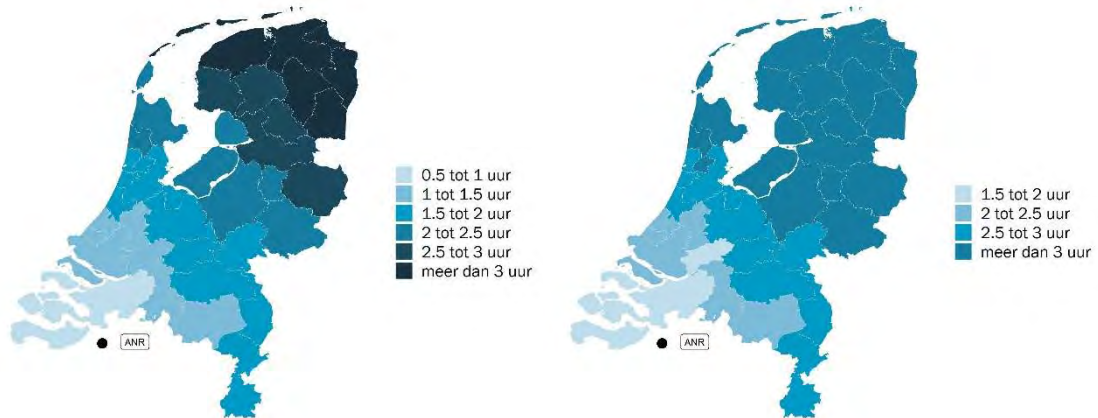 0.5 tot 1 uur
1 tot 1.5 uur
1.5 tot 2 uur
2 tot 2.5 uur
2.5 tot 3 uur
meer dan 3 uur
ANR
1.5 tot 2 uur
2 tot 2.5 uur
2.5 tot 3 uur
meer dan 3 uur
ANR